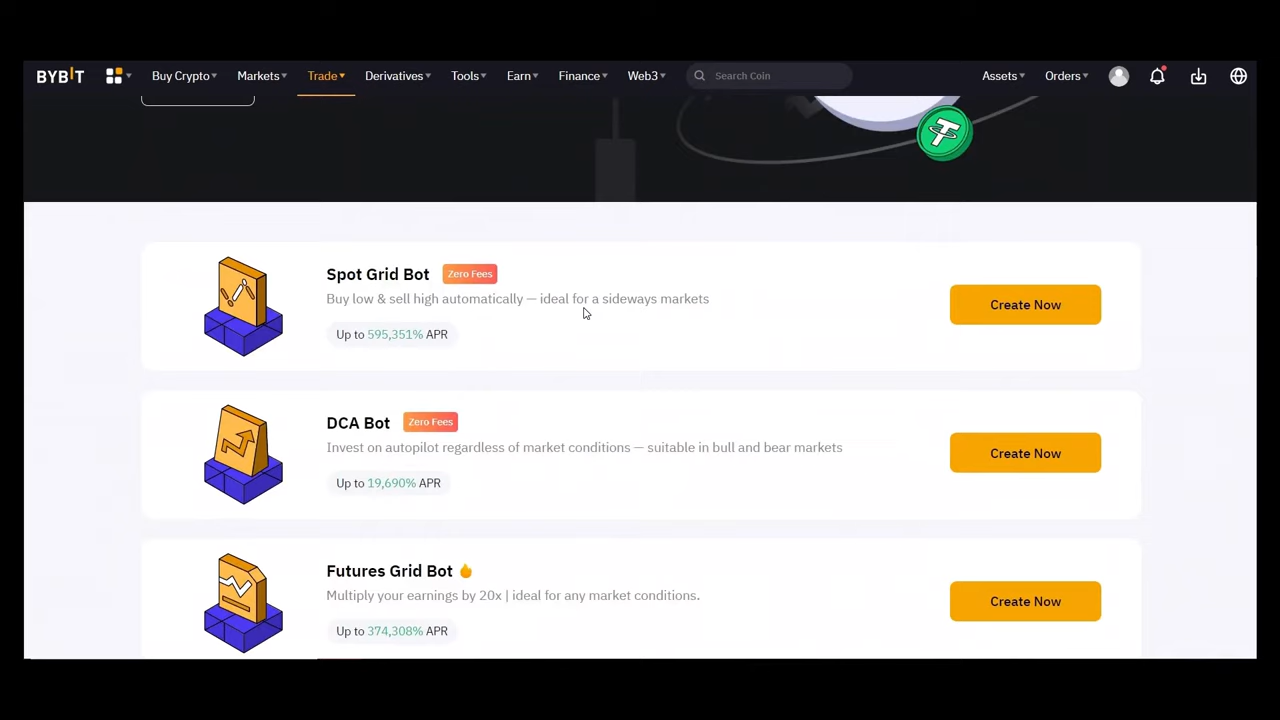 BYBIT Buy Crypto Markets Trade Derivatives Tools Earn Finance Web3 Search Coin Assets Orders
Spot Grid Bot Zero Fees
Buy low & sell high automatically — ideal for a sideways markets
Up to 595,351% APR
Create Now
DCA Bot Zero Fees
Invest on autopilot regardless of market conditions — suitable in bull and bear markets
Up to 19,690% APR
Create Now
Futures Grid Bot
Multiply your earnings by 20x | ideal for any market conditions.
Up to 374,308% APR
Create Now